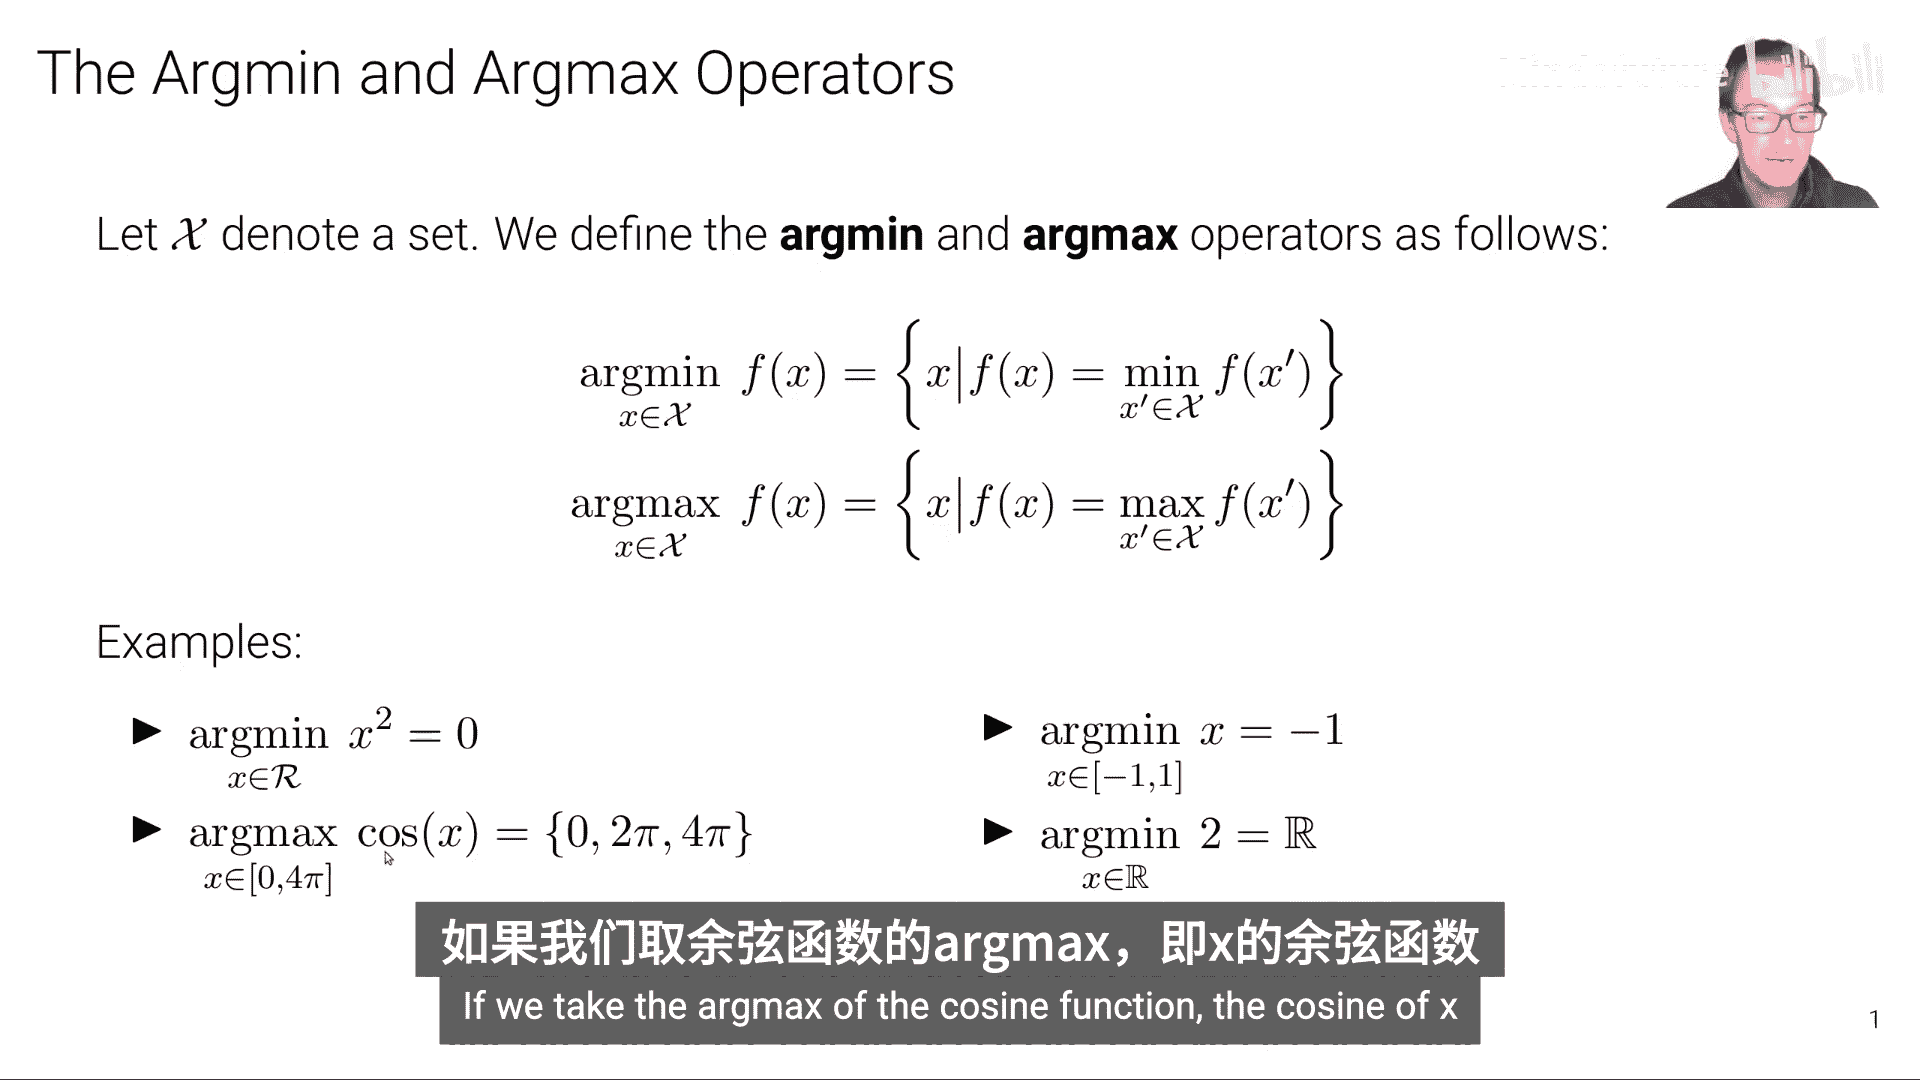 The Argmin and Argmax Operators
bilibili
Let 𝒳 denote a set. We define the argmin and argmax operators as follows:
argmin f(x) = { x | f(x) = min f(x′) }
x∈𝒳 x′∈𝒳
argmax f(x) = { x | f(x) = max f(x′) }
x∈𝒳 x′∈𝒳
Examples:
▶ argmin x² = 0
x∈ℛ
▶ argmax cos(x) = {0, 2π, 4π}
x∈[0,4π]
▶ argmin x = −1
x∈[−1,1]
▶ argmin 2 = ℝ
x∈ℝ
如果我们取余弦函数的argmax，即x的余弦函数
If we take the argmax of the cosine function, the cosine of x
1